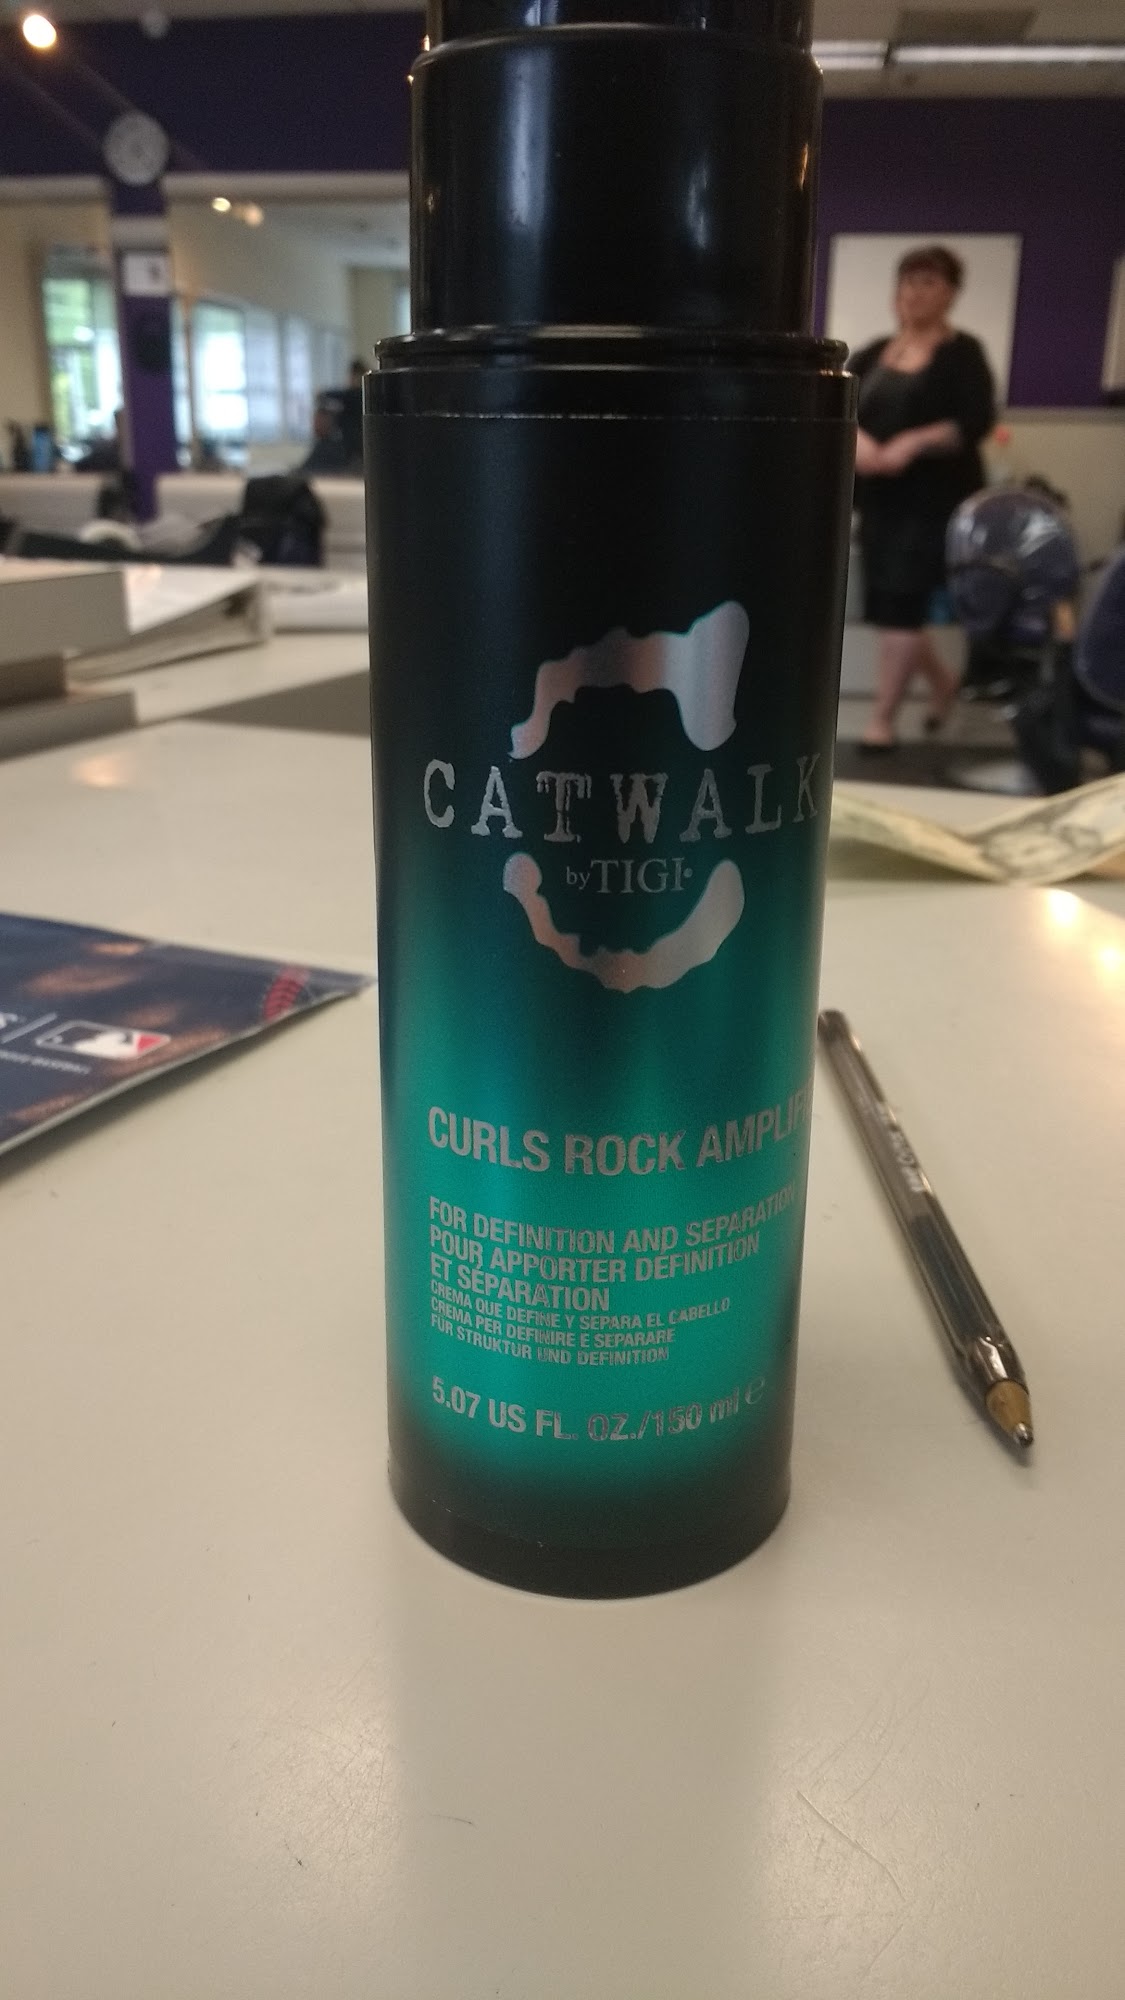 CATWALK
by TIGI
CURLS ROCK AMPLIF
FOR DEFINITION AND SEPARATION
POUR APPORTER DÉFINITION
ET SÉPARATION
CREMA QUE DEFINE Y SEPARA EL CABELLO
CREMA PER DEFINIRE E SEPARARE
FÜR STRUKTUR UND DEFINITION
5.07 US FL. OZ./150 ml e